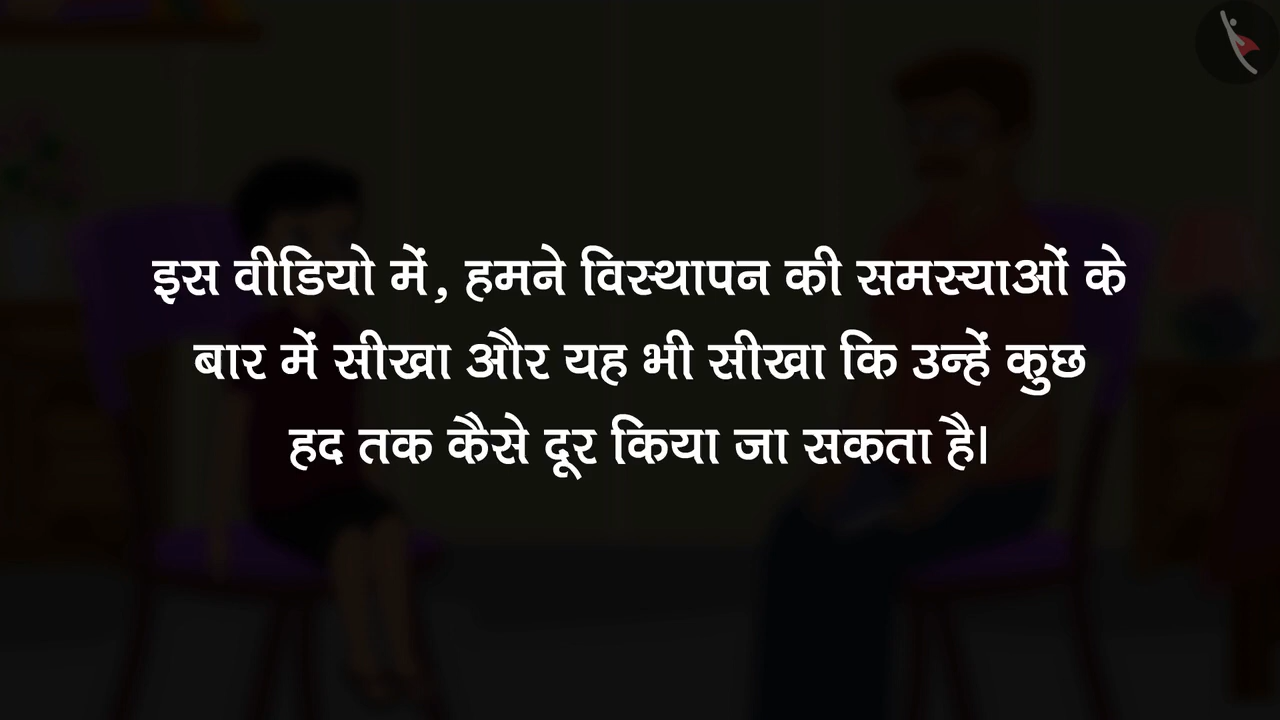 इस वीडियो में, हमने विस्थापन की समस्याओं के
बार में सीखा और यह भी सीखा कि उन्हें कुछ
हद तक कैसे दूर किया जा सकता है।